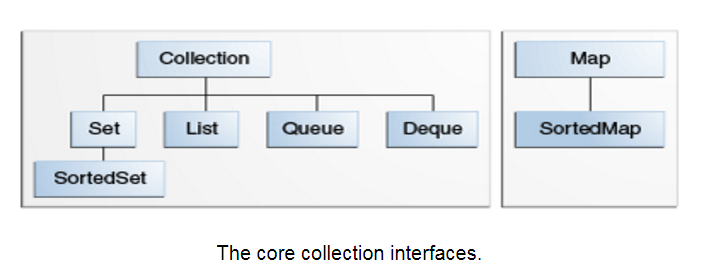 Collection
Map
Set
List
Queue
Deque
SortedMap
SortedSet
The core collection interfaces.